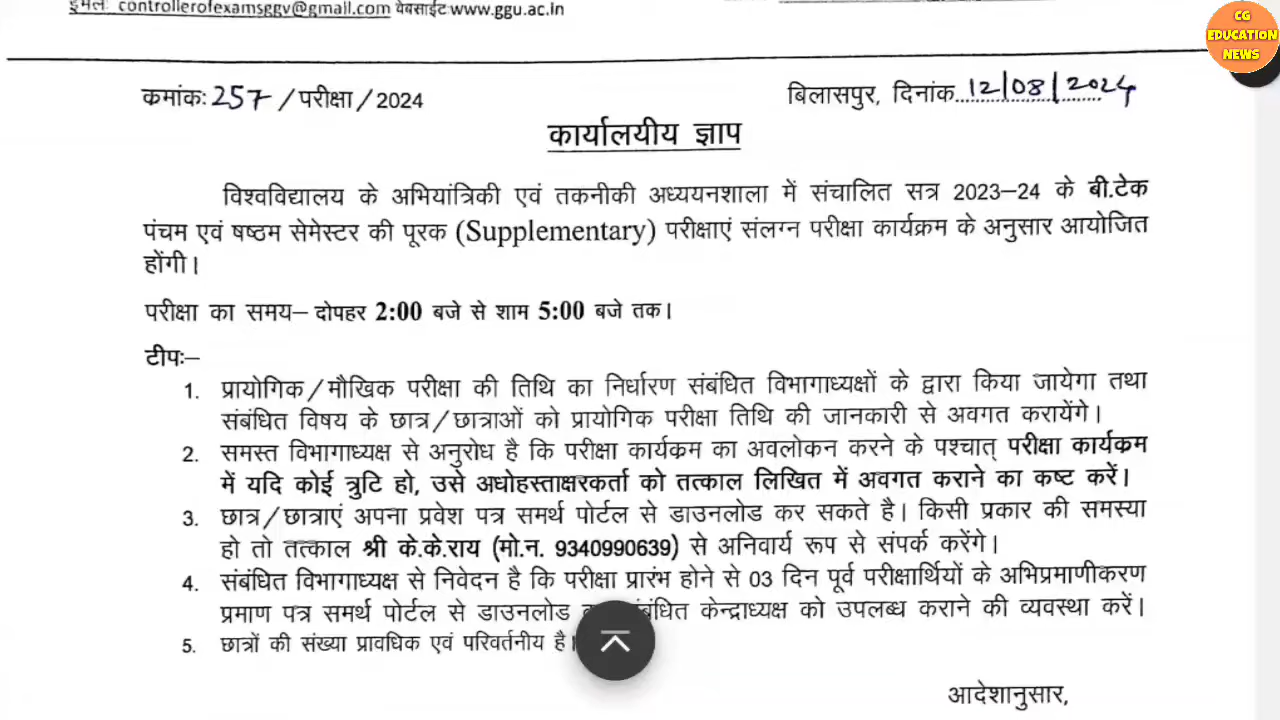 इमेलः controllerofexamsggv@gmail.com वेबसाईटः www.ggu.ac.in
CG
EDUCATION
NEWS
कमांकः 257 /परीक्षा/2024
बिलासपुर, दिनांक 12/08/2024
कार्यालयीय ज्ञाप
विश्वविद्यालय के अभियांत्रिकी एवं तकनीकी अध्ययनशाला में संचालित सत्र 2023-24 के बी.टेक
पंचम एवं षष्ठम सेमेस्टर की पूरक (Supplementary) परीक्षाएं संलग्न परीक्षा कार्यक्रम के अनुसार आयोजित
होंगी।
परीक्षा का समय– दोपहर 2:00 बजे से शाम 5:00 बजे तक।
टीपः–
1. प्रायोगिक/मौखिक परीक्षा की तिथि का निर्धारण संबंधित विभागाध्यक्षों के द्वारा किया जायेगा तथा
संबंधित विषय के छात्र/छात्राओं को प्रायोगिक परीक्षा तिथि की जानकारी से अवगत करायेंगे।
2. समस्त विभागाध्यक्ष से अनुरोध है कि परीक्षा कार्यक्रम का अवलोकन करने के पश्चात् परीक्षा कार्यक्रम
में यदि कोई त्रुटि हो, उसे अधोहस्ताक्षरकर्ता को तत्काल लिखित में अवगत कराने का कष्ट करें।
3. छात्र/छात्राएं अपना प्रवेश पत्र समर्थ पोर्टल से डाउनलोड कर सकते है। किसी प्रकार की समस्या
हो तो तत्काल श्री के.के.राय (मो.न. 9340990639) से अनिवार्य रूप से संपर्क करेंगे।
4. संबंधित विभागाध्यक्ष से निवेदन है कि परीक्षा प्रारंभ होने से 03 दिन पूर्व परीक्षार्थियों के अभिप्रमाणीकरण
प्रमाण पत्र समर्थ पोर्टल से डाउनलोड संबंधित केन्द्राध्यक्ष को उपलब्ध कराने की व्यवस्था करें।
5. छात्रों की संख्या प्रावधिक एवं परिवर्तनीय है।
आदेशानुसार,